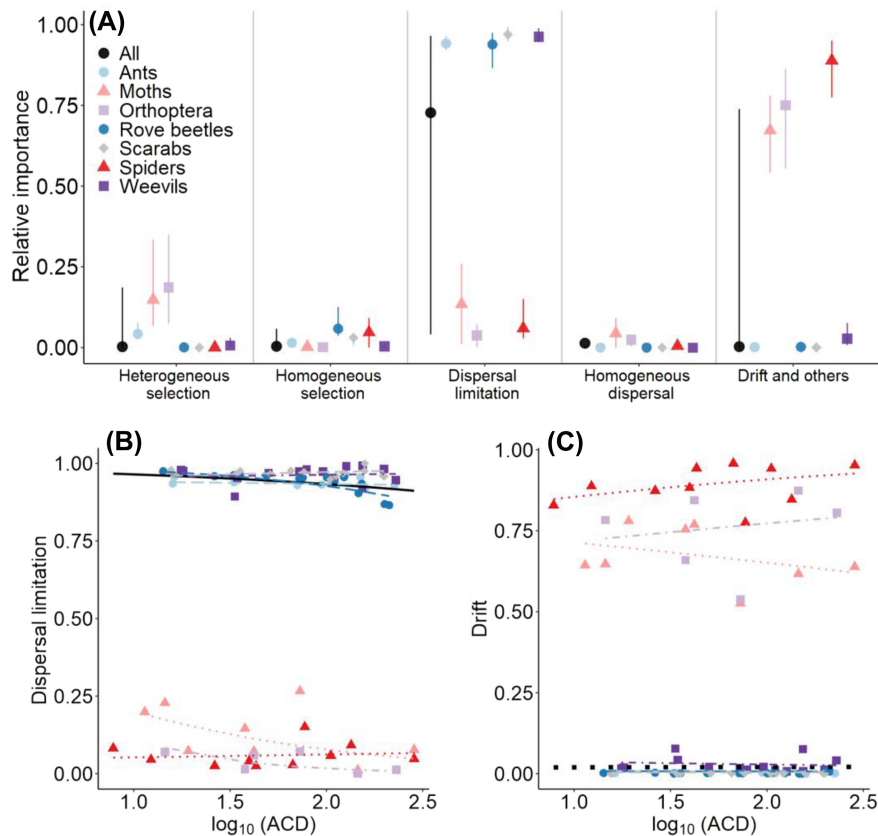 (A)
Relative importance
1.00
0.75
0.50
0.25
0.00
All
Ants
Moths
Orthoptera
Rove beetles
Scarabs
Spiders
Weevils
Heterogeneous
selection
Homogeneous
selection
Dispersal
limitation
Homogeneous
dispersal
Drift and others
(B)
Dispersal limitation
1.00
0.75
0.50
0.25
0.00
1.0 1.5 2.0 2.5
log10 (ACD)
(C)
Drift
1.00
0.75
0.50
0.25
0.00
1.0 1.5 2.0 2.5
log10 (ACD)